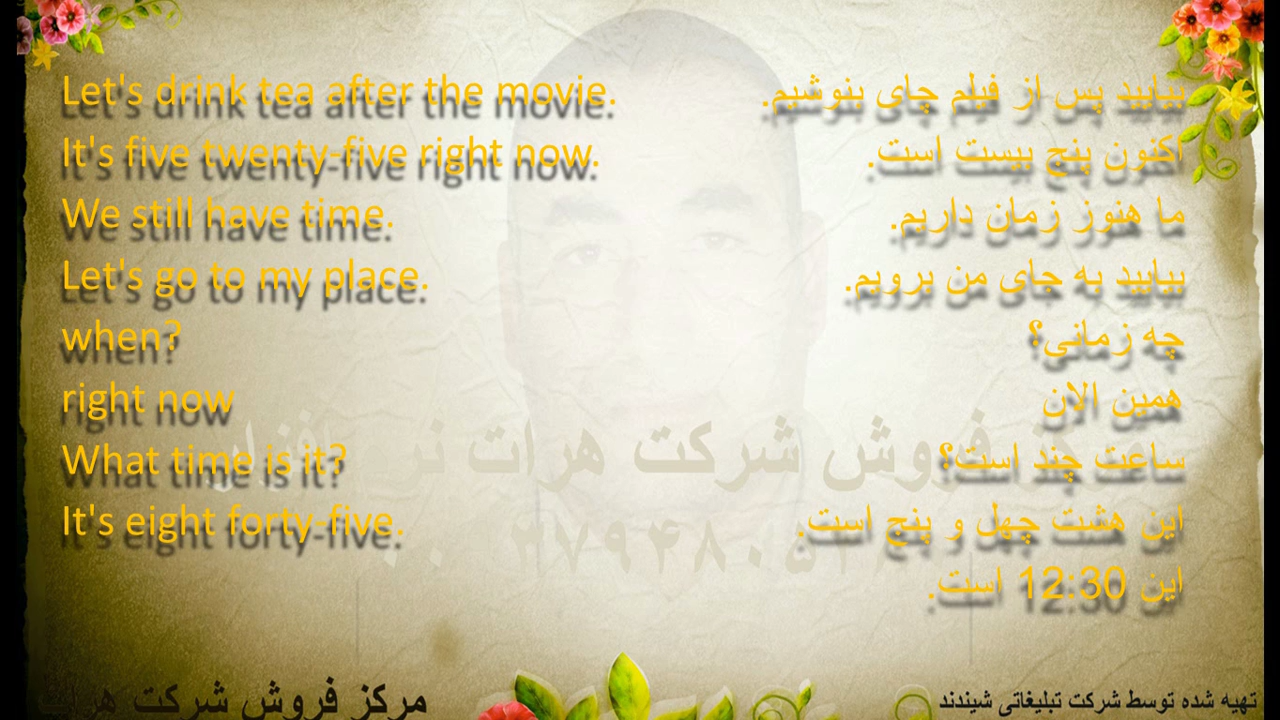 Let's drink tea after the movie.
بیایید پس از فیلم چای بنوشیم.
It's five twenty-five right now.
اکنون پنج بیست است.
We still have time.
ما هنوز زمان داریم.
Let's go to my place.
بیایید به جای من برویم.
when?
چه زمانی؟
right now
همین الان
What time is it?
ساعت چند است؟
It's eight forty-five.
این هشت چهل و پنج است.
این 12:30 است.
مرکز فروش شرکت هرات
مرکز فروش شرکت هرات
تهیه شده توسط شرکت تبلیغاتی شیندند